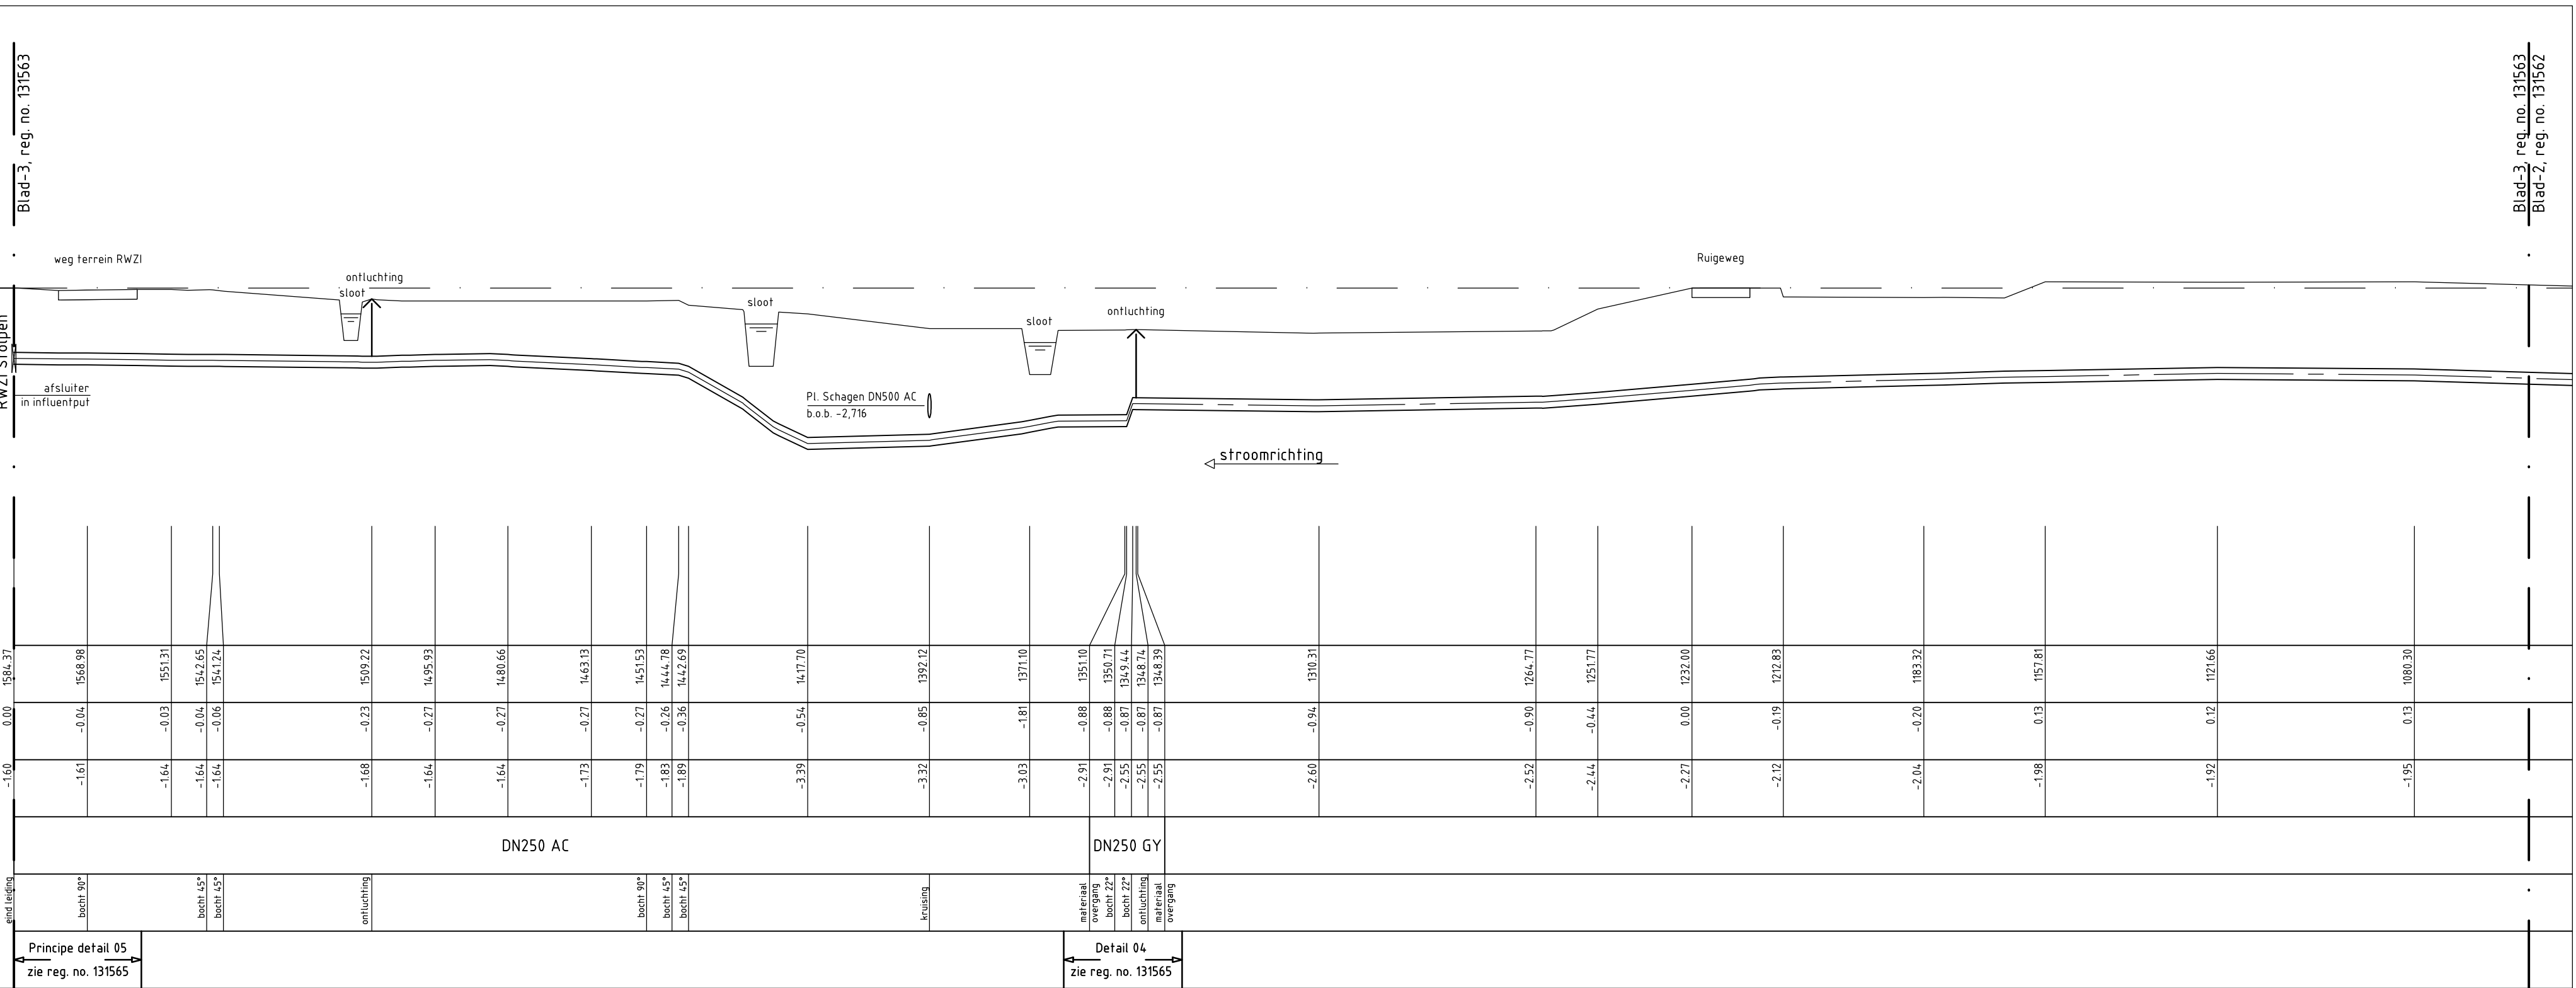 Blad-3, reg. no. 131563
Blad-3, reg. no. 131563
Blad-2, reg. no. 131562
weg terrein RWZI
Ruigeweg
ontluchting
sloot
sloot
ontluchting
sloot
afsluiter
in influentput
Pl. Schagen DN500 AC
b.o.b. -2,716
stroomrichting
1584.37 1568.98 1551.31 1542.65 1541.24 1509.22 1495.93 1480.66 1463.13 1451.53 1444.78 1442.69 1417.70 1392.12 1371.10 1351.10 1350.71 1349.44 1348.74 1348.39 1310.31 1264.77 1251.77 1232.00 1212.83 1183.32 1157.81 1121.66 1080.30
0.00 -0.04 -0.03 -0.04 -0.06 -0.23 -0.27 -0.27 -0.27 -0.27 -0.26 -0.36 -0.54 -0.85 -1.81 -0.88 -0.88 -0.87 -0.87 -0.87 -0.94 -0.90 -0.44 0.00 -0.19 -0.20 0.13 0.12 0.13
-1.60 -1.61 -1.64 -1.64 -1.64 -1.68 -1.64 -1.64 -1.73 -1.79 -1.83 -1.89 -3.39 -3.32 -3.03 -2.91 -2.91 -2.55 -2.55 -2.55 -2.60 -2.52 -2.44 -2.27 -2.12 -2.04 -1.98 -1.92 -1.95
DN250 AC
DN250 GY
eind leiding
bocht 90°
bocht 45°
bocht 45°
ontluchting
bocht 90°
bocht 45°
bocht 45°
kruising
materiaal
overgang
bocht 22°
bocht 22°
ontluchting
materiaal
overgang
Principe detail 05
zie reg. no. 131565
Detail 04
zie reg. no. 131565